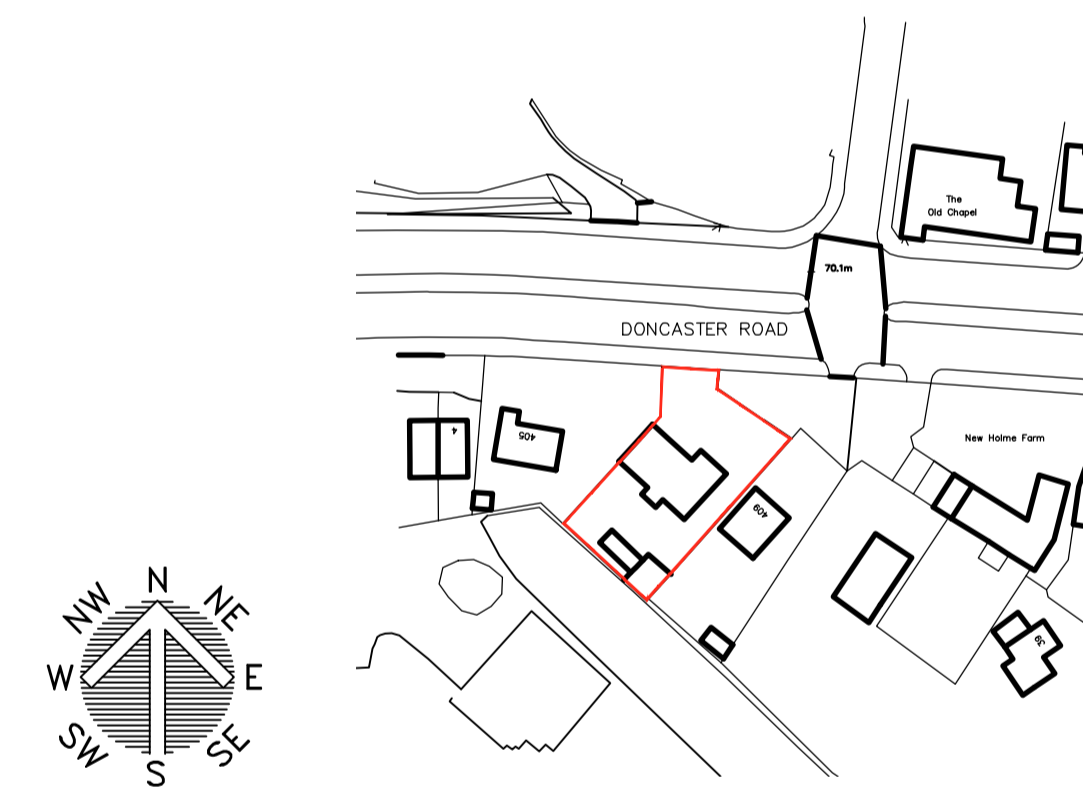 The
Old Chapel
70.1m
DONCASTER ROAD
4
405
New Holme Farm
409
39
N
NW
NE
W
E
SW
SE
S